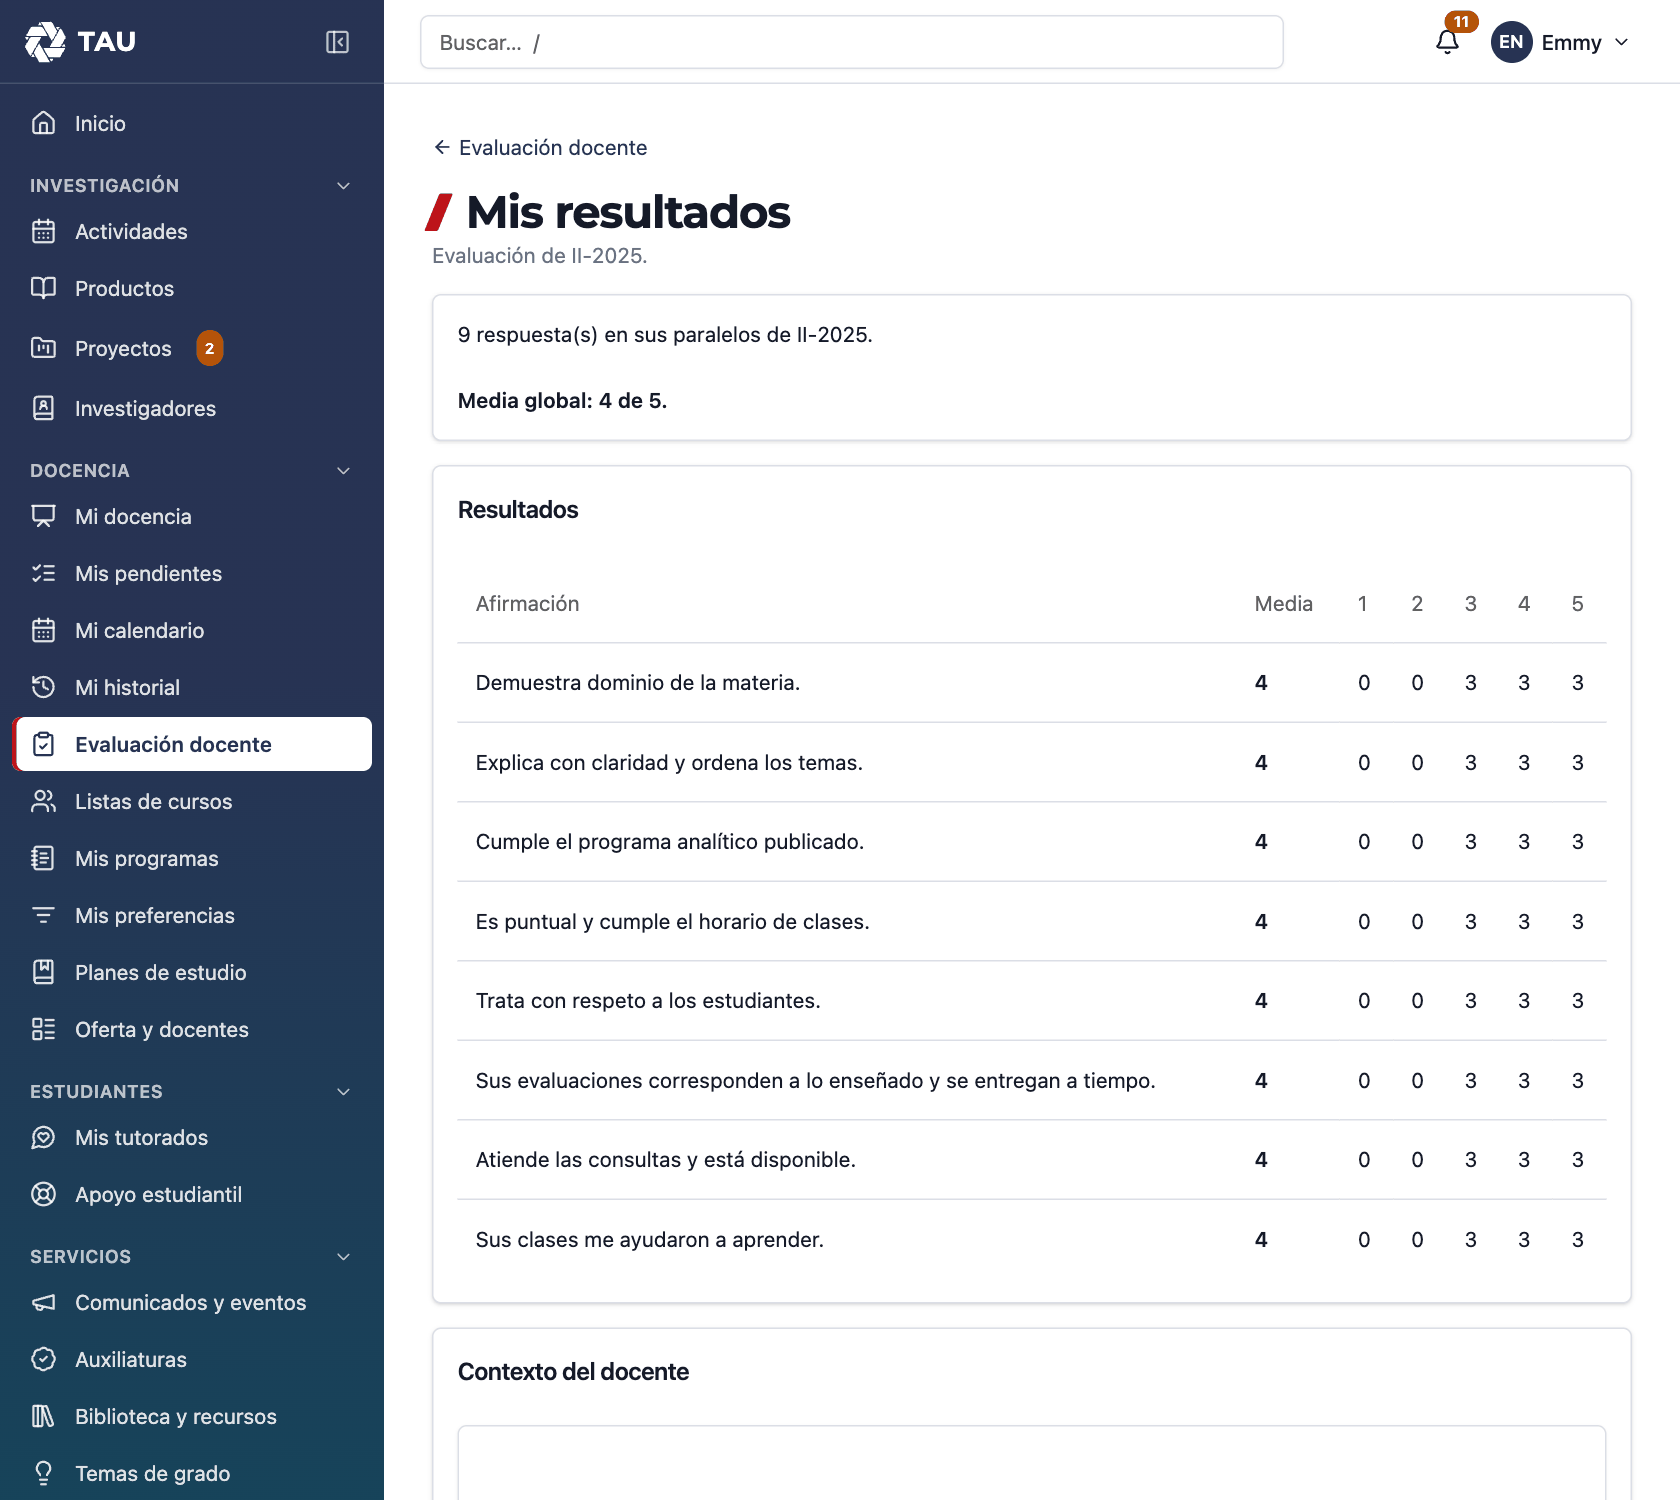 TAU
Buscar... /
11
EN Emmy
Inicio
INVESTIGACIÓN
Actividades
Productos
Proyectos 2
Investigadores
DOCENCIA
Mi docencia
Mis pendientes
Mi calendario
Mi historial
Evaluación docente
Listas de cursos
Mis programas
Mis preferencias
Planes de estudio
Oferta y docentes
ESTUDIANTES
Mis tutorados
Apoyo estudiantil
SERVICIOS
Comunicados y eventos
Auxiliaturas
Biblioteca y recursos
Temas de grado
← Evaluación docente
Mis resultados
Evaluación de II-2025.
9 respuesta(s) en sus paralelos de II-2025.
Media global: 4 de 5.
Resultados
Afirmación Media 1 2 3 4 5
Demuestra dominio de la materia. 4 0 0 3 3 3
Explica con claridad y ordena los temas. 4 0 0 3 3 3
Cumple el programa analítico publicado. 4 0 0 3 3 3
Es puntual y cumple el horario de clases. 4 0 0 3 3 3
Trata con respeto a los estudiantes. 4 0 0 3 3 3
Sus evaluaciones corresponden a lo enseñado y se entregan a tiempo. 4 0 0 3 3 3
Atiende las consultas y está disponible. 4 0 0 3 3 3
Sus clases me ayudaron a aprender. 4 0 0 3 3 3
Contexto del docente